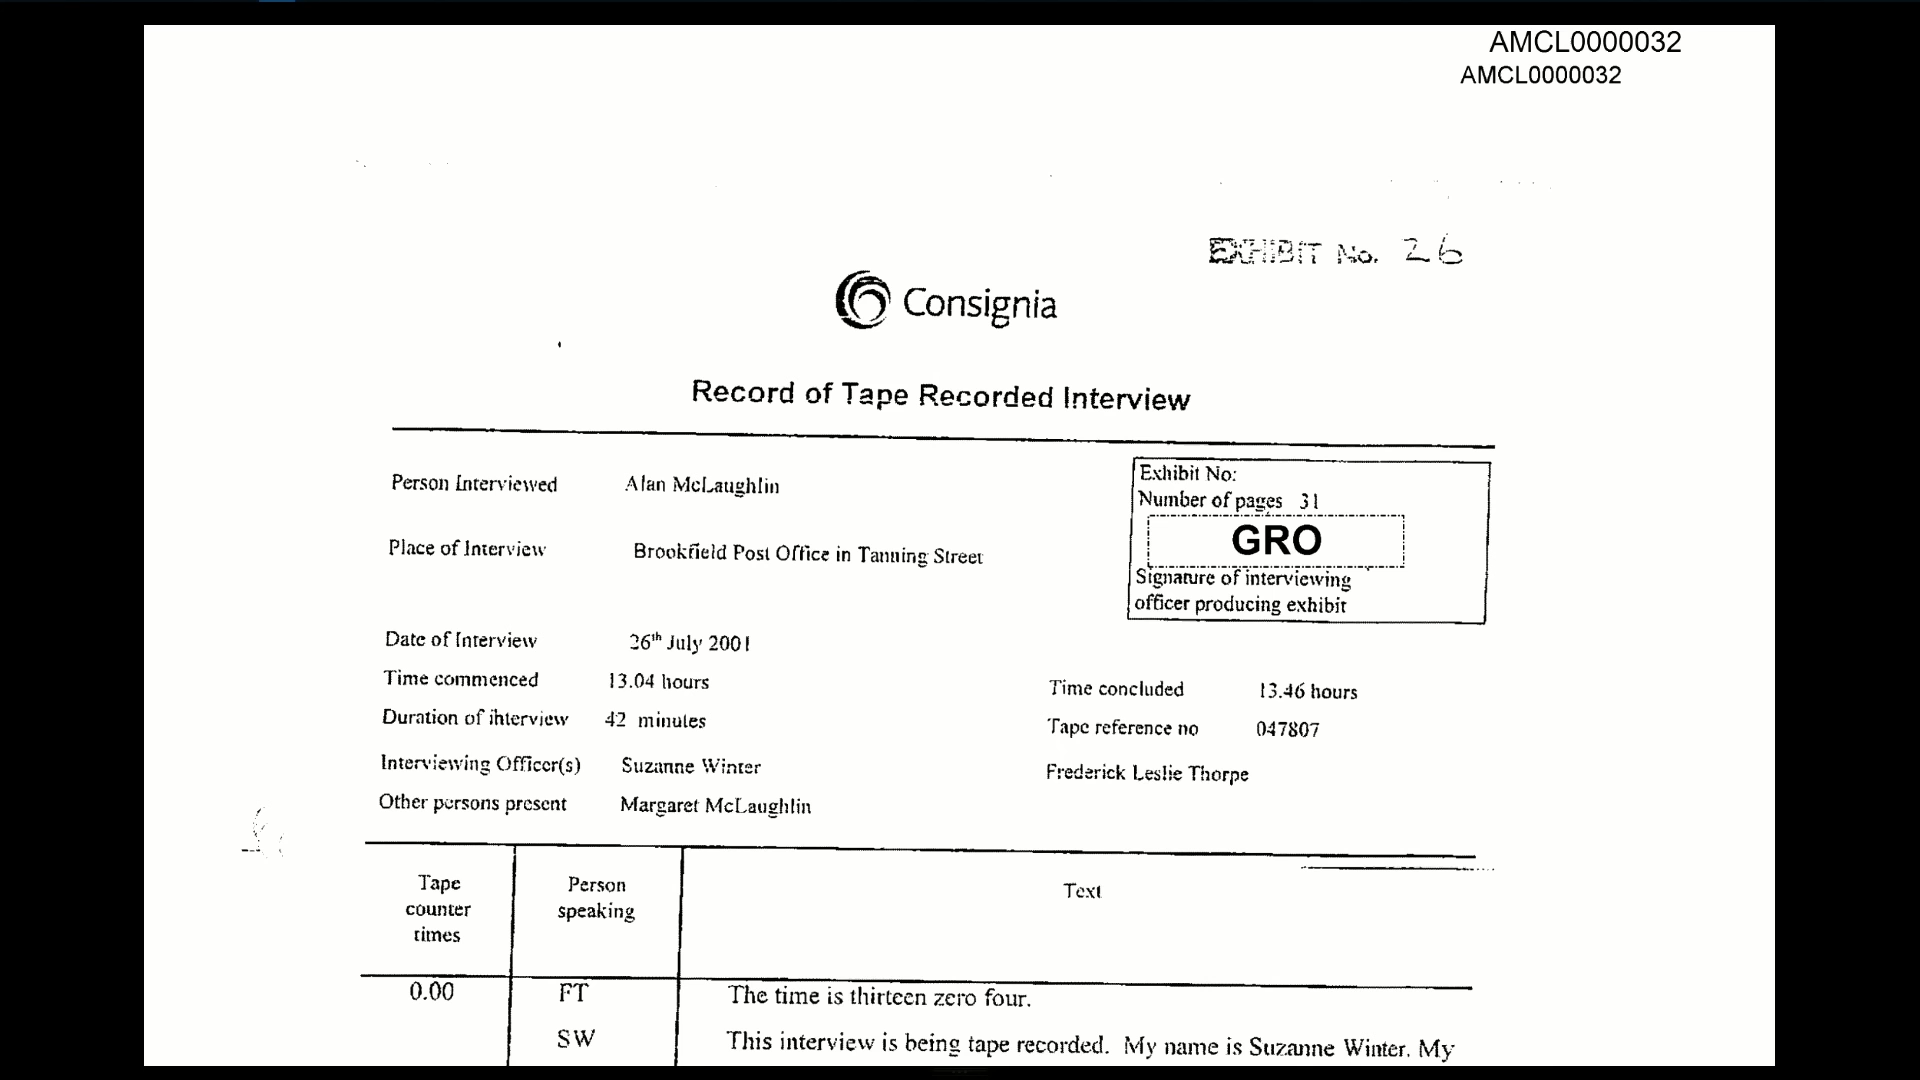 AMCL0000032
AMCL0000032
EXHIBIT No. 26
Consignia
Record of Tape Recorded Interview
Person Interviewed Alan McLaughlin
Exhibit No:
Number of pages 31
GRO
Signature of interviewing
officer producing exhibit
Place of Interview Brookfield Post Office in Tanning Street
Date of Interview 26th July 2001
Time commenced 13.04 hours Time concluded 13.46 hours
Duration of ihterview 42 minutes Tape reference no 047807
Interviewing Officer(s) Suzanne Winter Frederick Leslie Thorpe
Other persons present Margaret McLaughlin
Tape
counter
times
Person
speaking
Text
0.00 FT The time is thirteen zero four.
SW This interview is being tape recorded. My name is Suzanne Winter. My